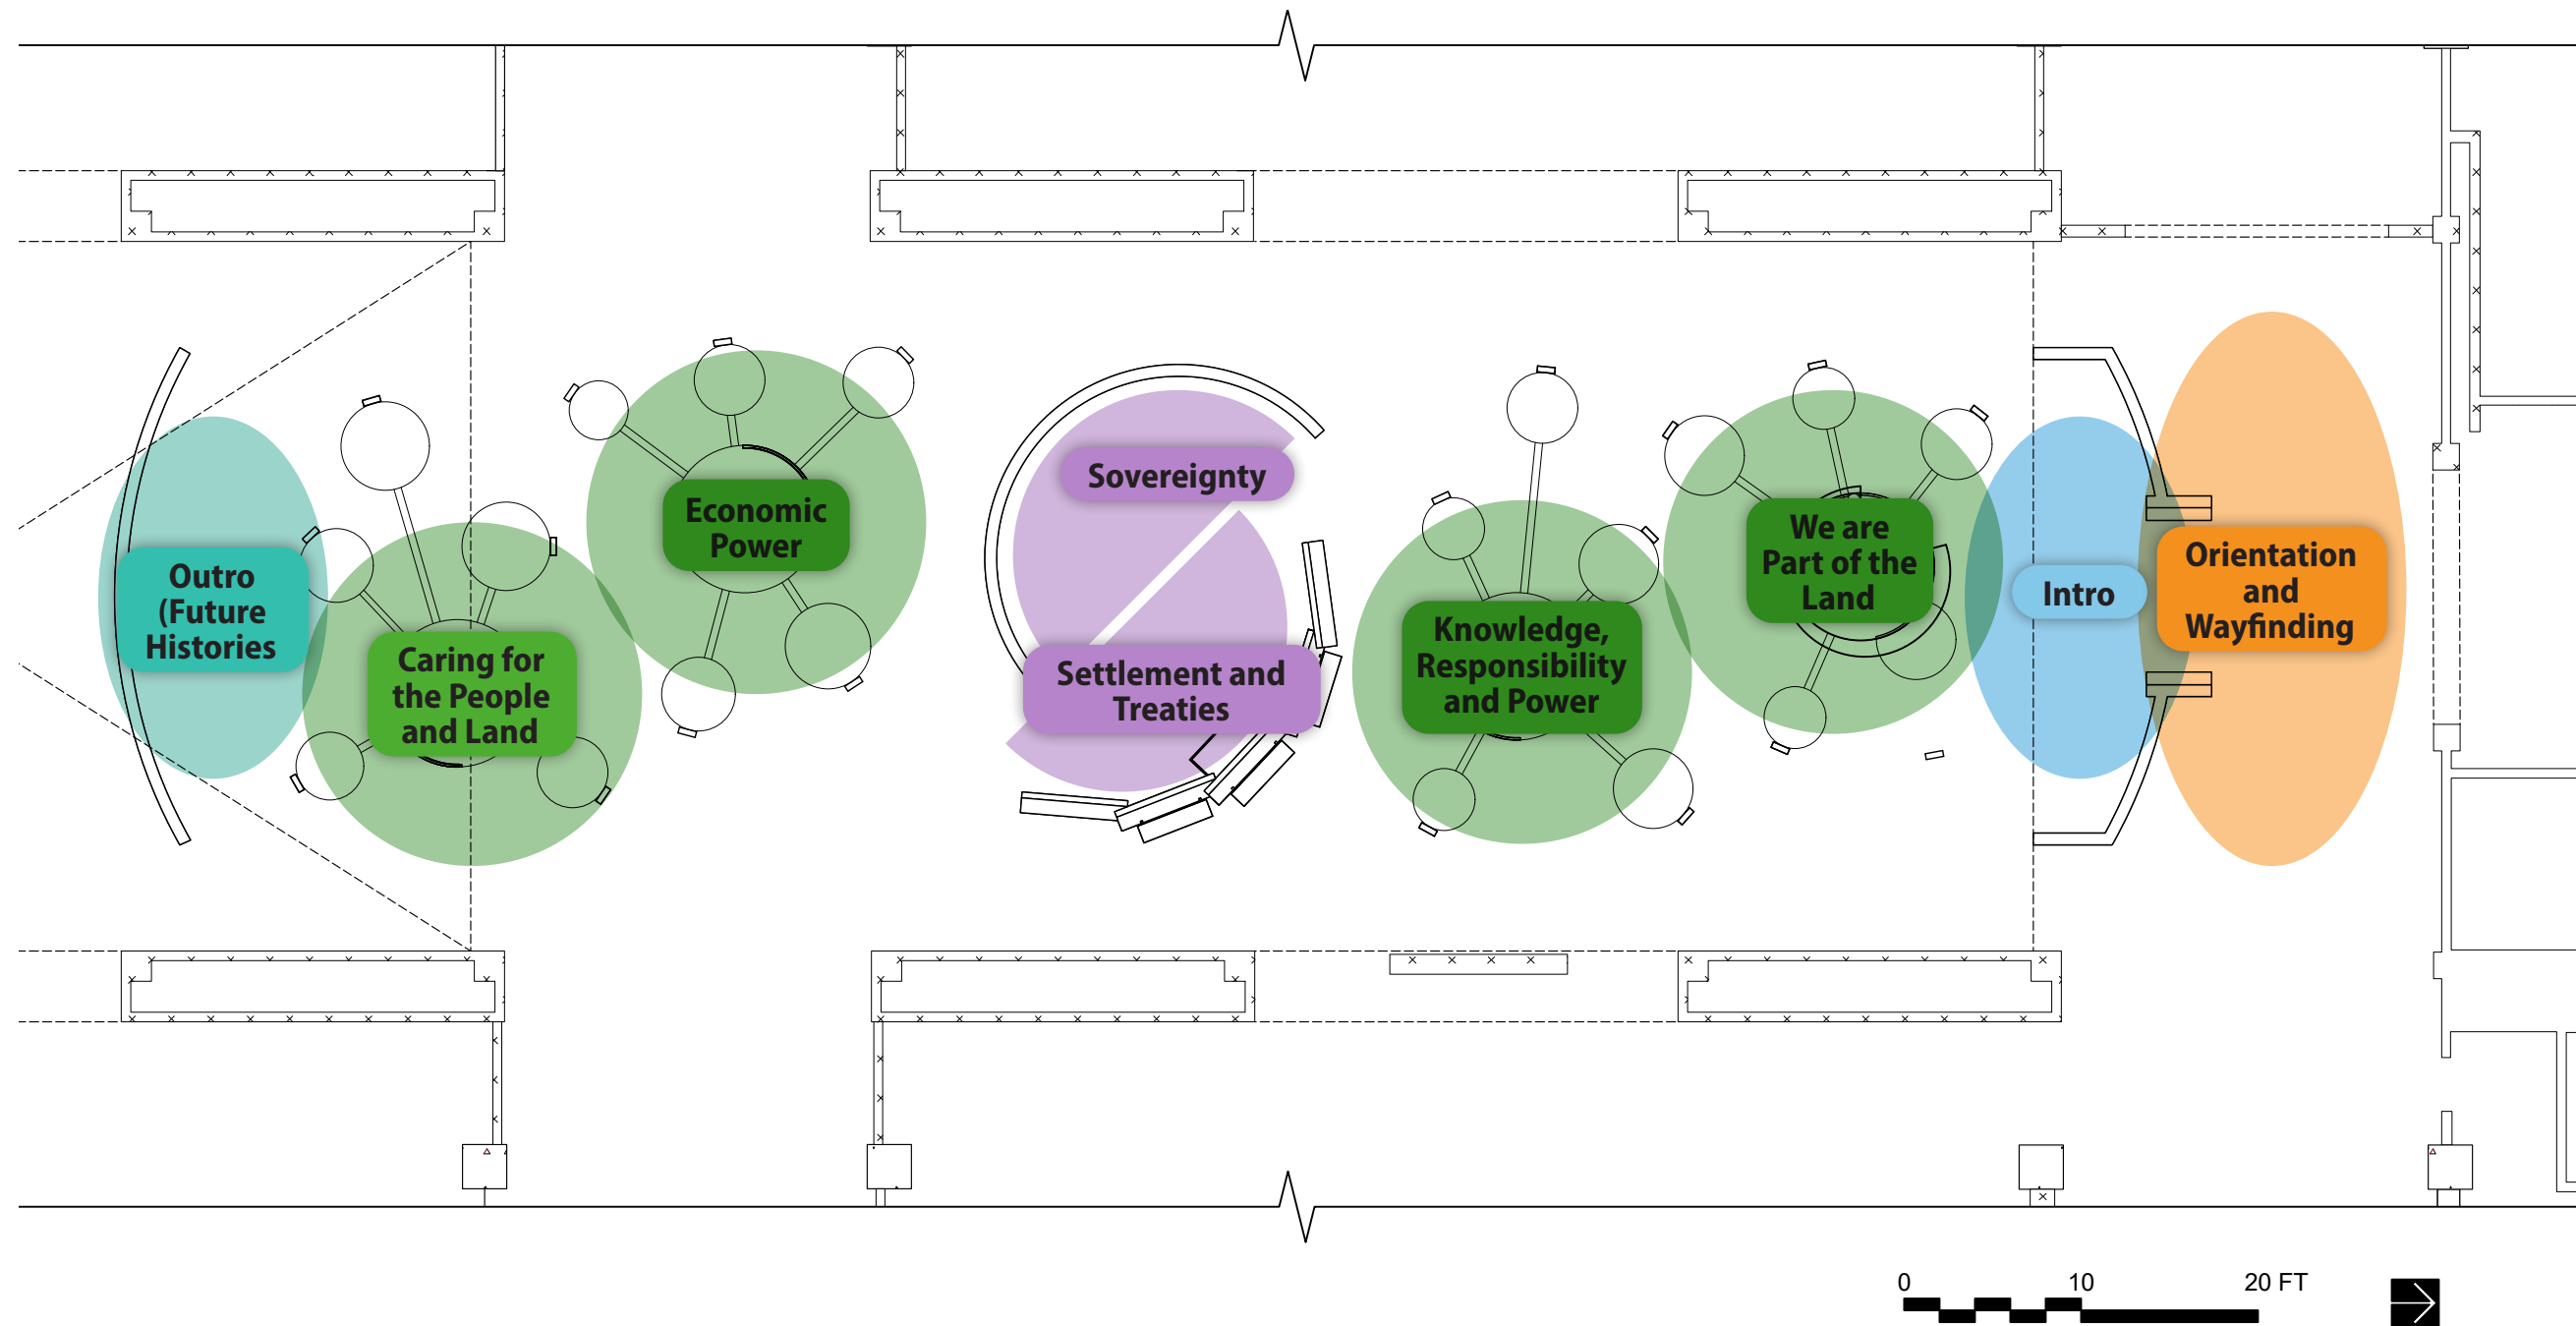 Sovereignty
Economic
Power
We are
Part of the
Land
Orientation
and
Wayfinding
Intro
Outro
(Future
Histories
Knowledge,
Responsibility
and Power
Caring for
the People
and Land
Settlement and
Treaties
0 10 20 FT